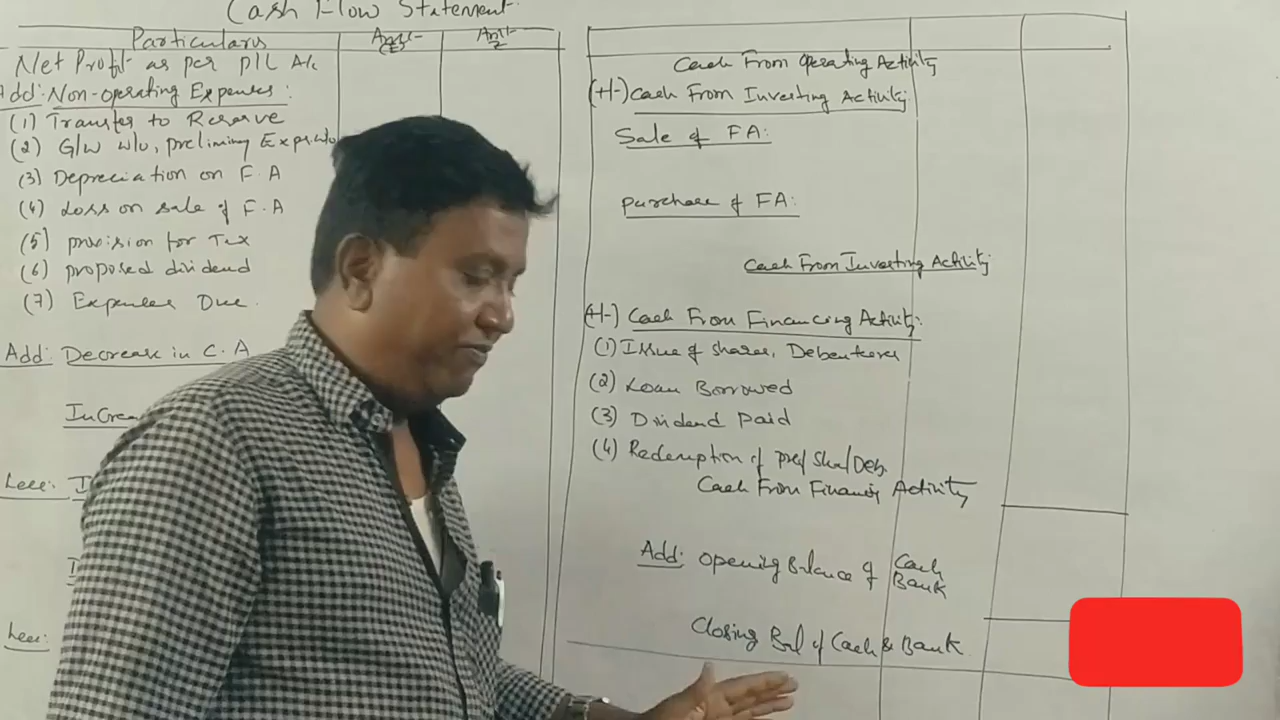 Cash Flow Statement
Particulars Amt- (₹) Amt- ₹
Net Profit as per P/L A/c
Add: Non-operating Expenses:
(1) Transfer to Reserve
(2) G/W w/o, preliminary Exp. w/o
(3) Depreciation on F.A
(4) Loss on sale of F.A
(5) provision for Tax
(6) proposed dividend
(7) Expenses Due
Add: Decrease in C.A
Less:
Less:
Cash From Operating Activity
(+/-) Cash From Investing Activity
Sale of FA:
purchase of FA:
Cash From Investing Activity
(+/-) Cash From Financing Activity:
(1) Issue of shares, Debentures
(2) Loan Borrowed
(3) Dividend Paid
(4) Redemption of Pref Share/Deb.
Cash From Financing Activity
Add: Opening Balance of Cash
Bank
Closing Bal of Cash & Bank